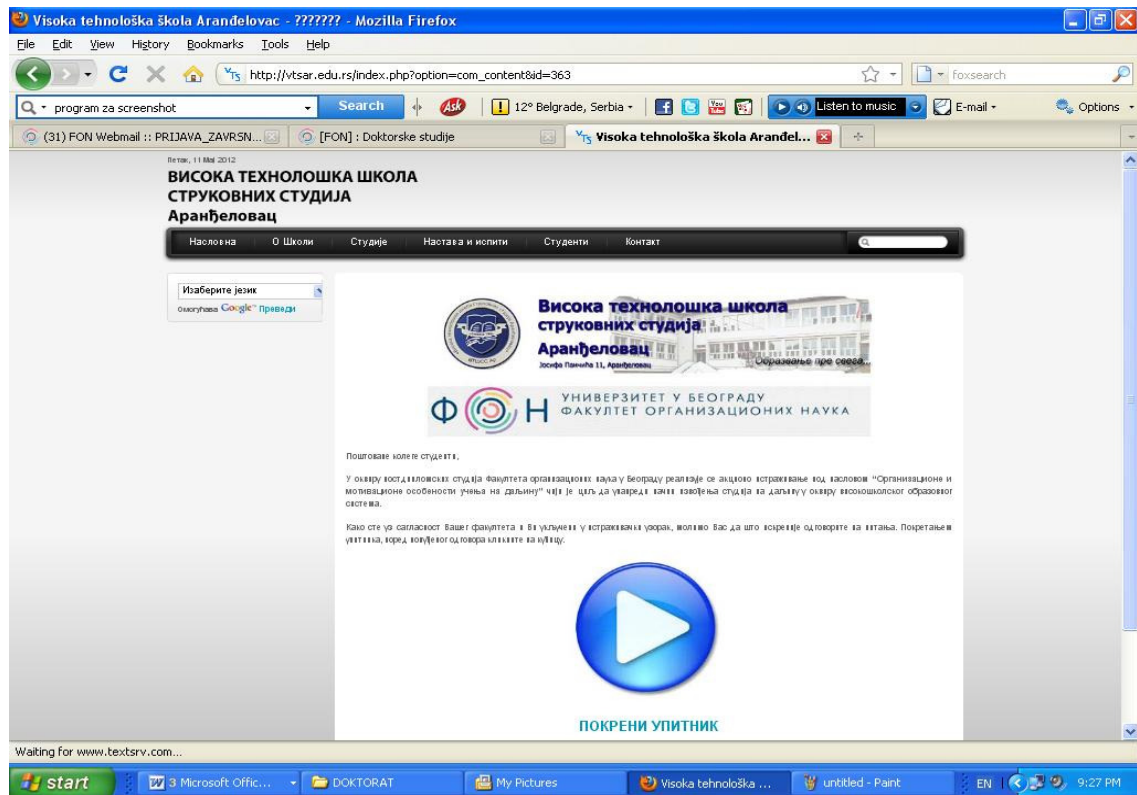 Visoka tehnološka škola Aranđelovac - ??????? - Mozilla Firefox
File Edit View History Bookmarks Tools Help
http://vtsar.edu.rs/index.php?option=com_content&id=363
foxsearch
program za screenshot
Search
Ask
12° Belgrade, Serbia
Listen to music
E-mail
Options
(31) FON Webmail :: PRIJAVA_ZAVRSN...
[FON] : Doktorske studije
Visoka tehnološka škola Aranđel...
Петак, 11 Мај 2012
ВИСОКА ТЕХНОЛОШКА ШКОЛА
СТРУКОВНИХ СТУДИЈА
Аранђеловац
Насловна О Школи Студије Настава и испити Студенти Контакт
Изаберите језик
Омогућава Google™ Преведи
Висока технолошка школа
струковних студија
Аранђеловац
Јосифа Панчића 11, Аранђеловац
Образовање пре свега...
ФОН
УНИВЕРЗИТЕТ У БЕОГРАДУ
ФАКУЛТЕТ ОРГАНИЗАЦИОНИХ НАУКА
Поштоване колеге студенти,
У оквиру постдипломских студија Факултета организационих наука у Београду реализује се акционо истраживање под насловом "Организационе и
мотивационе особености учења на даљину" чији је циљ да унапреди начин извођења студија на даљину у оквиру високошколског образовног
система.
Како сте уз сагласност Вашег факултета и Ви укључени у истраживачки узорак, молимо Вас да што искреније одговорите на питања. Покретањем
упитника, поред понуђеног одговора кликните на кућицу.
ПОКРЕНИ УПИТНИК
Waiting for www.textsrv.com...
start
3 Microsoft Offic...
DOKTORAT
My Pictures
Visoka tehnološka ...
untitled - Paint
EN
9:27 PM